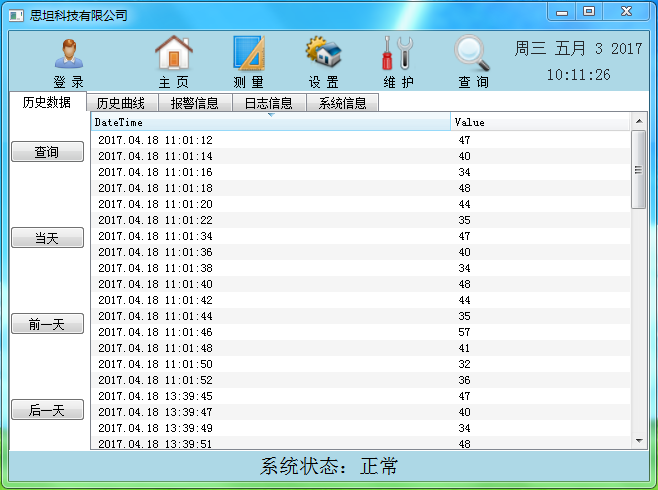 思坦科技有限公司
周三 五月 3 2017
10:11:26
登 录 主 页 测 量 设 置 维 护 查 询
历史数据 历史曲线 报警信息 日志信息 系统信息
DateTime Value
2017.04.18 11:01:12 47
2017.04.18 11:01:14 40
2017.04.18 11:01:16 34
2017.04.18 11:01:18 48
2017.04.18 11:01:20 44
2017.04.18 11:01:22 35
2017.04.18 11:01:34 47
2017.04.18 11:01:36 40
2017.04.18 11:01:38 34
2017.04.18 11:01:40 48
2017.04.18 11:01:42 44
2017.04.18 11:01:44 35
2017.04.18 11:01:46 57
2017.04.18 11:01:48 41
2017.04.18 11:01:50 32
2017.04.18 11:01:52 36
2017.04.18 13:39:45 47
2017.04.18 13:39:47 40
2017.04.18 13:39:49 34
2017.04.18 13:39:51 48
查询
当天
前一天
后一天
系统状态：正常